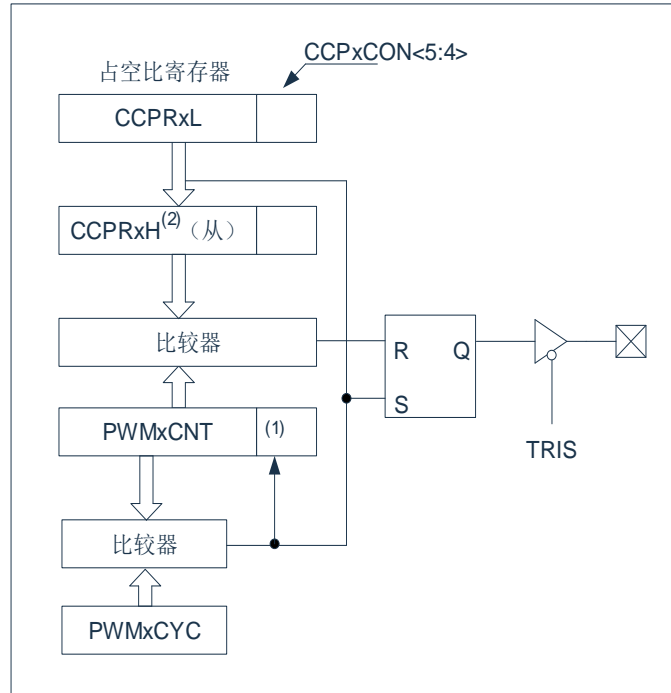 CCPxCON<5:4>
占空比寄存器
CCPRxL
CCPRxH(2)（从）
比较器
R Q
S
PWMxCNT (1)
TRIS
比较器
PWMxCYC